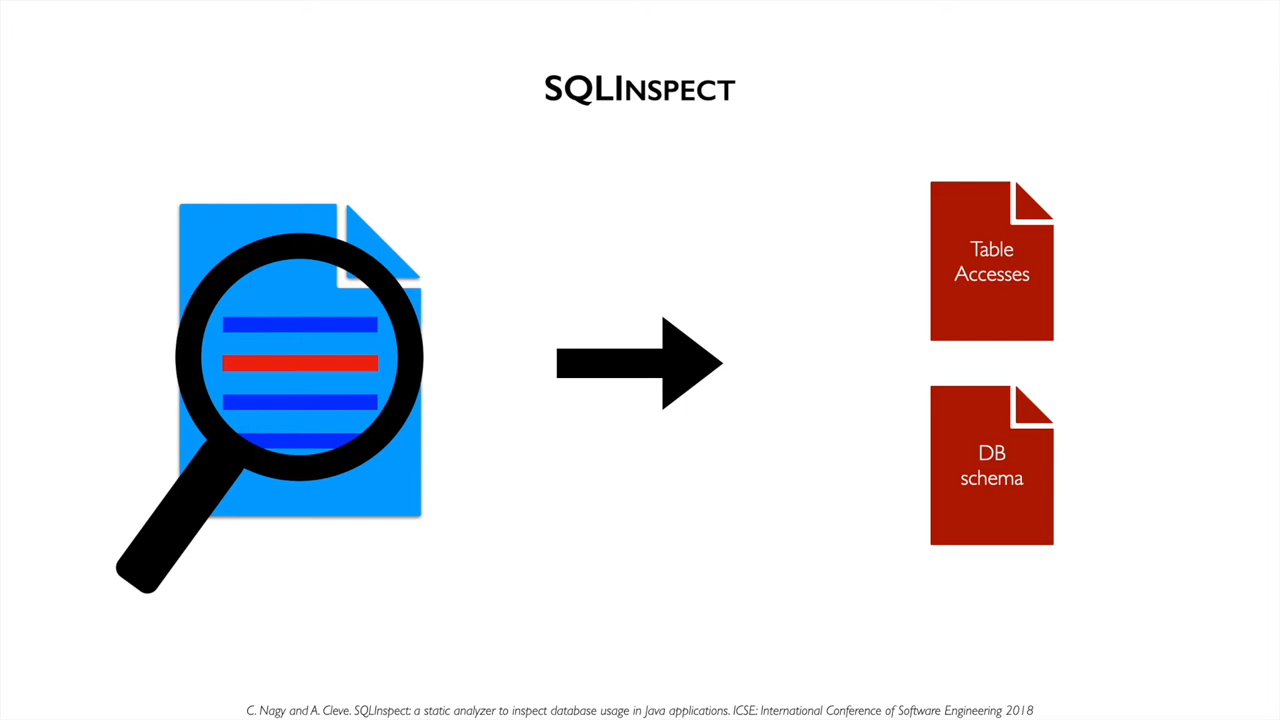 SQLINSPECT
Table
Accesses
DB
schema
C. Nagy and A. Cleve. SQLInspect: a static analyzer to inspect database usage in Java applications. ICSE: International Conference of Software Engineering 2018